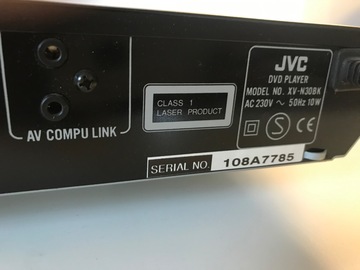 JVC
DVD PLAYER
MODEL NO. XV-N30BK
AC 230V ~ 50Hz 10W
CLASS 1
LASER PRODUCT
AV COMPU LINK
S CE
SERIAL NO. 108A7785